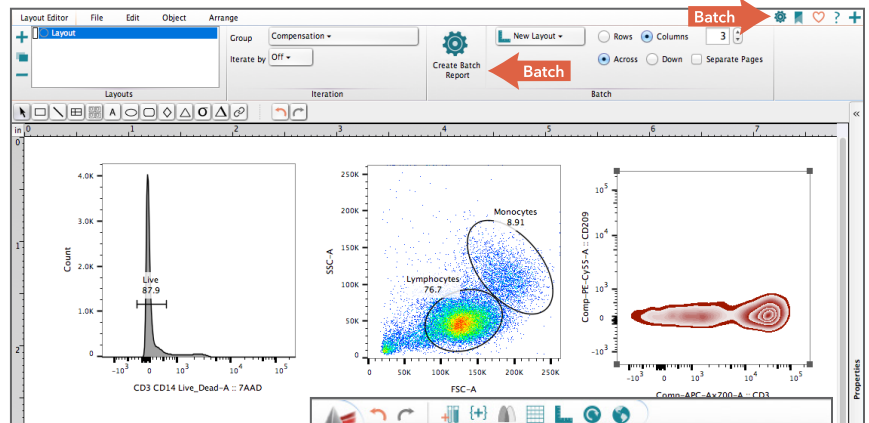 Layout Editor File Edit Object Arrange
Batch
?
Layout
Group Compensation
Iterate by Off
Create Batch
Report
Batch
New Layout
Rows Columns 3
Across Down Separate Pages
Layouts Iteration Batch
A σ
«
in 0 1 2 3 4 5 6 7
0
1
2
4.0K
3.0K
2.0K
1.0K
0
Count
Live
87.9
-10³ 0 10³ 10⁴ 10⁵
CD3 CD14 Live_Dead-A :: 7AAD
250K
200K
150K
100K
50K
0
SSC-A
Monocytes
8.91
Lymphocytes
76.7
0 50K 100K 150K 200K 250K
FSC-A
10⁵
10⁴
10³
0
-10³
Comp-PE-Cy55-A :: CD209
-10³ 0 10³ 10⁴ 10⁵
Comp-APC-Ax700-A :: CD3
Properties
{+}